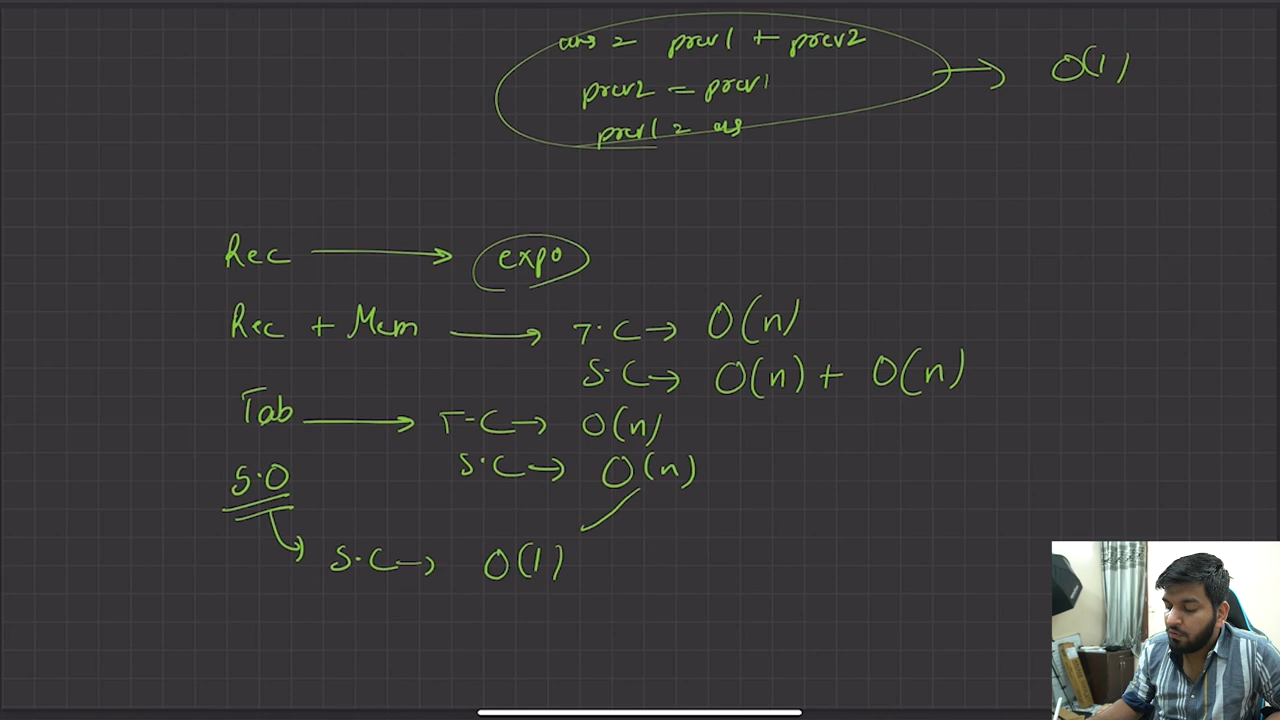 ans = prev1 + prev2
prev2 = prev1
prev1 = ans
O(1)
Rec → expo
Rec + Mem → T.C → O(n)
S.C → O(n) + O(n)
Tab → T.C → O(n)
S.C → O(n)
S.O
S.C → O(1)